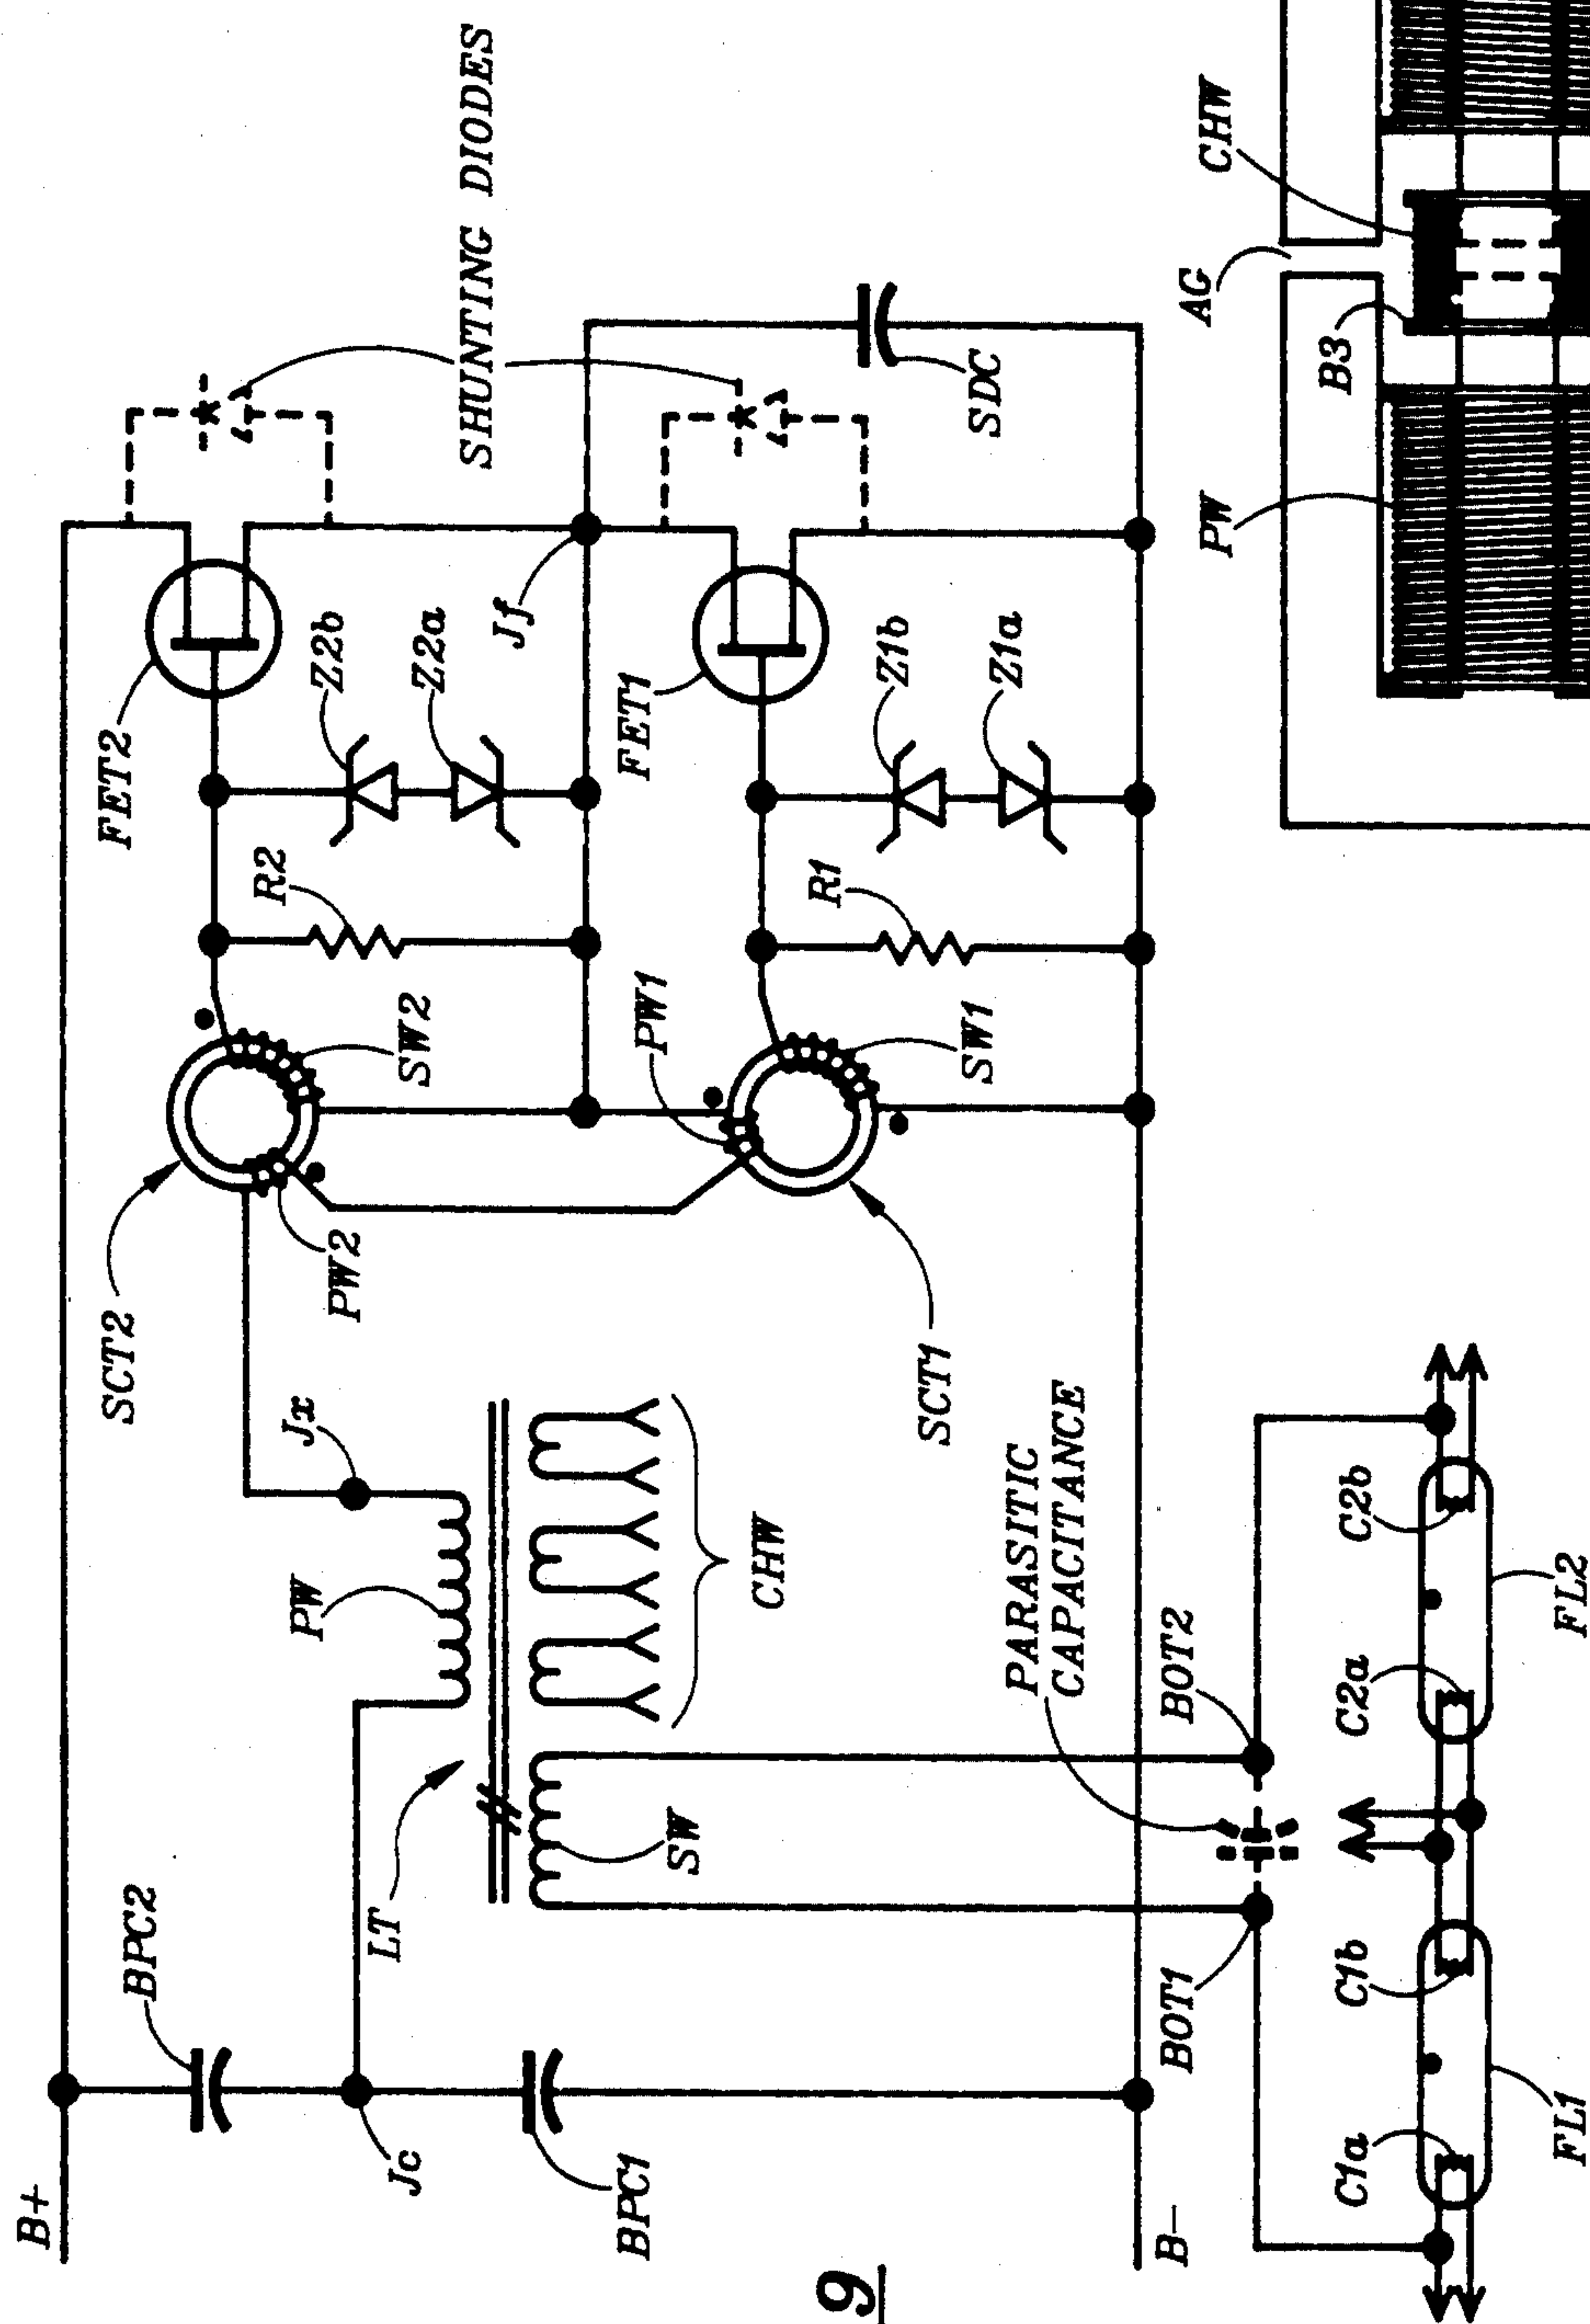 B+
BPC2
Jc
BPC1
B-
LT
PW
Jx
SW
CHW
SCT2
PW2
SW2
R2
FET2
Z2b
Z2a
Jf
SHUNTING DIODES
PW1
SCT1
SW1
R1
FET1
Z1b
Z1a
SDC
BOT1
BOT2
PARASITIC
CAPACITANCE
C1a
C1b
C2a
C2b
FL1
FL2
9
PW
B3
AG
CHW